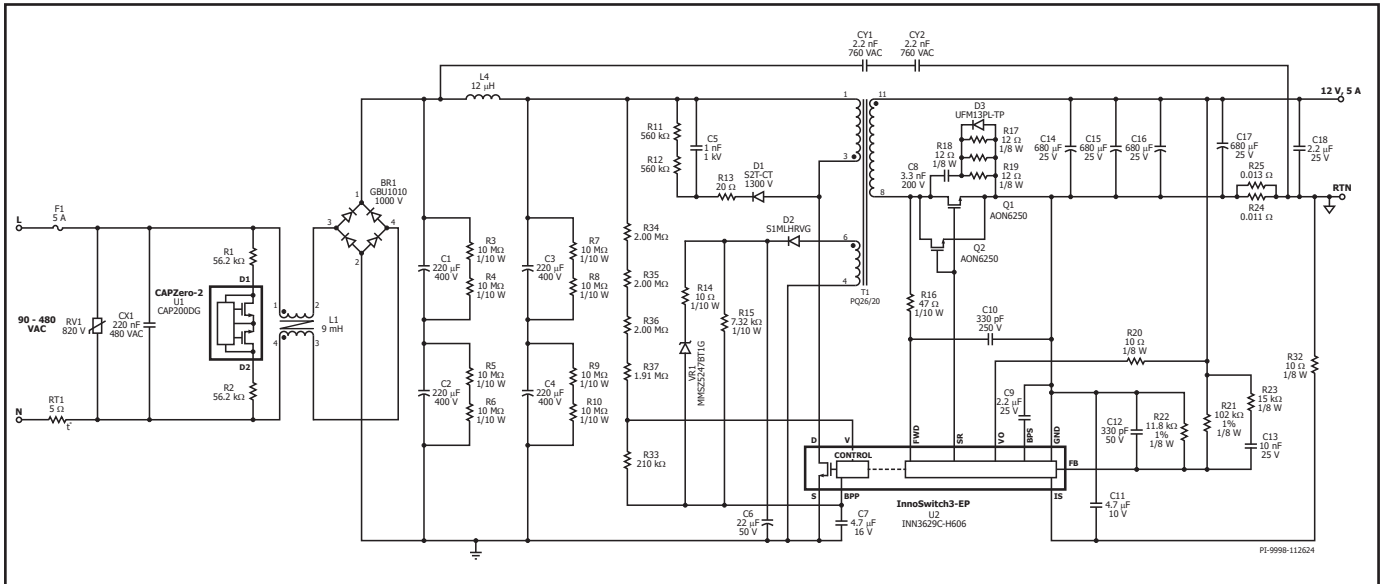 CY1
2.2 nF
760 VAC
CY2
2.2 nF
760 VAC
L4
12 µH
1
11
12 V, 5 A
D3
UFM13PL-TP
R11
560 kΩ
C5
1 nF
1 kV
R12
560 kΩ
R17
12 Ω
1/8 W
R18
12 Ω
1/8 W
R19
12 Ω
1/8 W
C14
680 µF
25 V
C15
680 µF
25 V
C16
680 µF
25 V
C17
680 µF
25 V
C18
2.2 µF
25 V
3
D1
S2T-CT
1300 V
R13
20 Ω
C8
3.3 nF
200 V
8
R25
0.013 Ω
R24
0.011 Ω
RTN
BR1
GBU1010
1000 V
1
3
4
2
Q1
AON6250
Q2
AON6250
L
F1
5 A
D2
S1MLHRVG
6
4
T1
PQ26/20
R1
56.2 kΩ
D1
CAPZero-2
U1
CAP200DG
D2
R2
56.2 kΩ
90 - 480
VAC
RV1
820 V
CX1
220 nF
480 VAC
1
2
4
3
L1
9 mH
N
RT1
5 Ω
t°
C1
220 µF
400 V
R3
10 MΩ
1/10 W
R4
10 MΩ
1/10 W
C3
220 µF
400 V
R7
10 MΩ
1/10 W
R8
10 MΩ
1/10 W
C2
220 µF
400 V
R5
10 MΩ
1/10 W
R6
10 MΩ
1/10 W
C4
220 µF
400 V
R9
10 MΩ
1/10 W
R10
10 MΩ
1/10 W
R34
2.00 MΩ
R35
2.00 MΩ
R36
2.00 MΩ
R37
1.91 MΩ
R33
210 kΩ
R14
10 Ω
1/10 W
R15
7.32 kΩ
1/10 W
VR1
MMSZ5247BT1G
R16
47 Ω
1/10 W
C10
330 pF
250 V
R20
10 Ω
1/8 W
R32
10 Ω
1/8 W
C9
2.2 µF
25 V
C12
330 pF
50 V
R22
11.8 kΩ
1%
1/8 W
R21
102 kΩ
1%
1/8 W
R23
15 kΩ
1/8 W
C13
10 nF
25 V
D
V
FWD
SR
VO
BPS
GND
CONTROL
FB
S
BPP
IS
InnoSwitch3-EP
U2
INN3629C-H606
C6
22 µF
50 V
C7
4.7 µF
16 V
C11
4.7 µF
10 V
PI-9998-112624